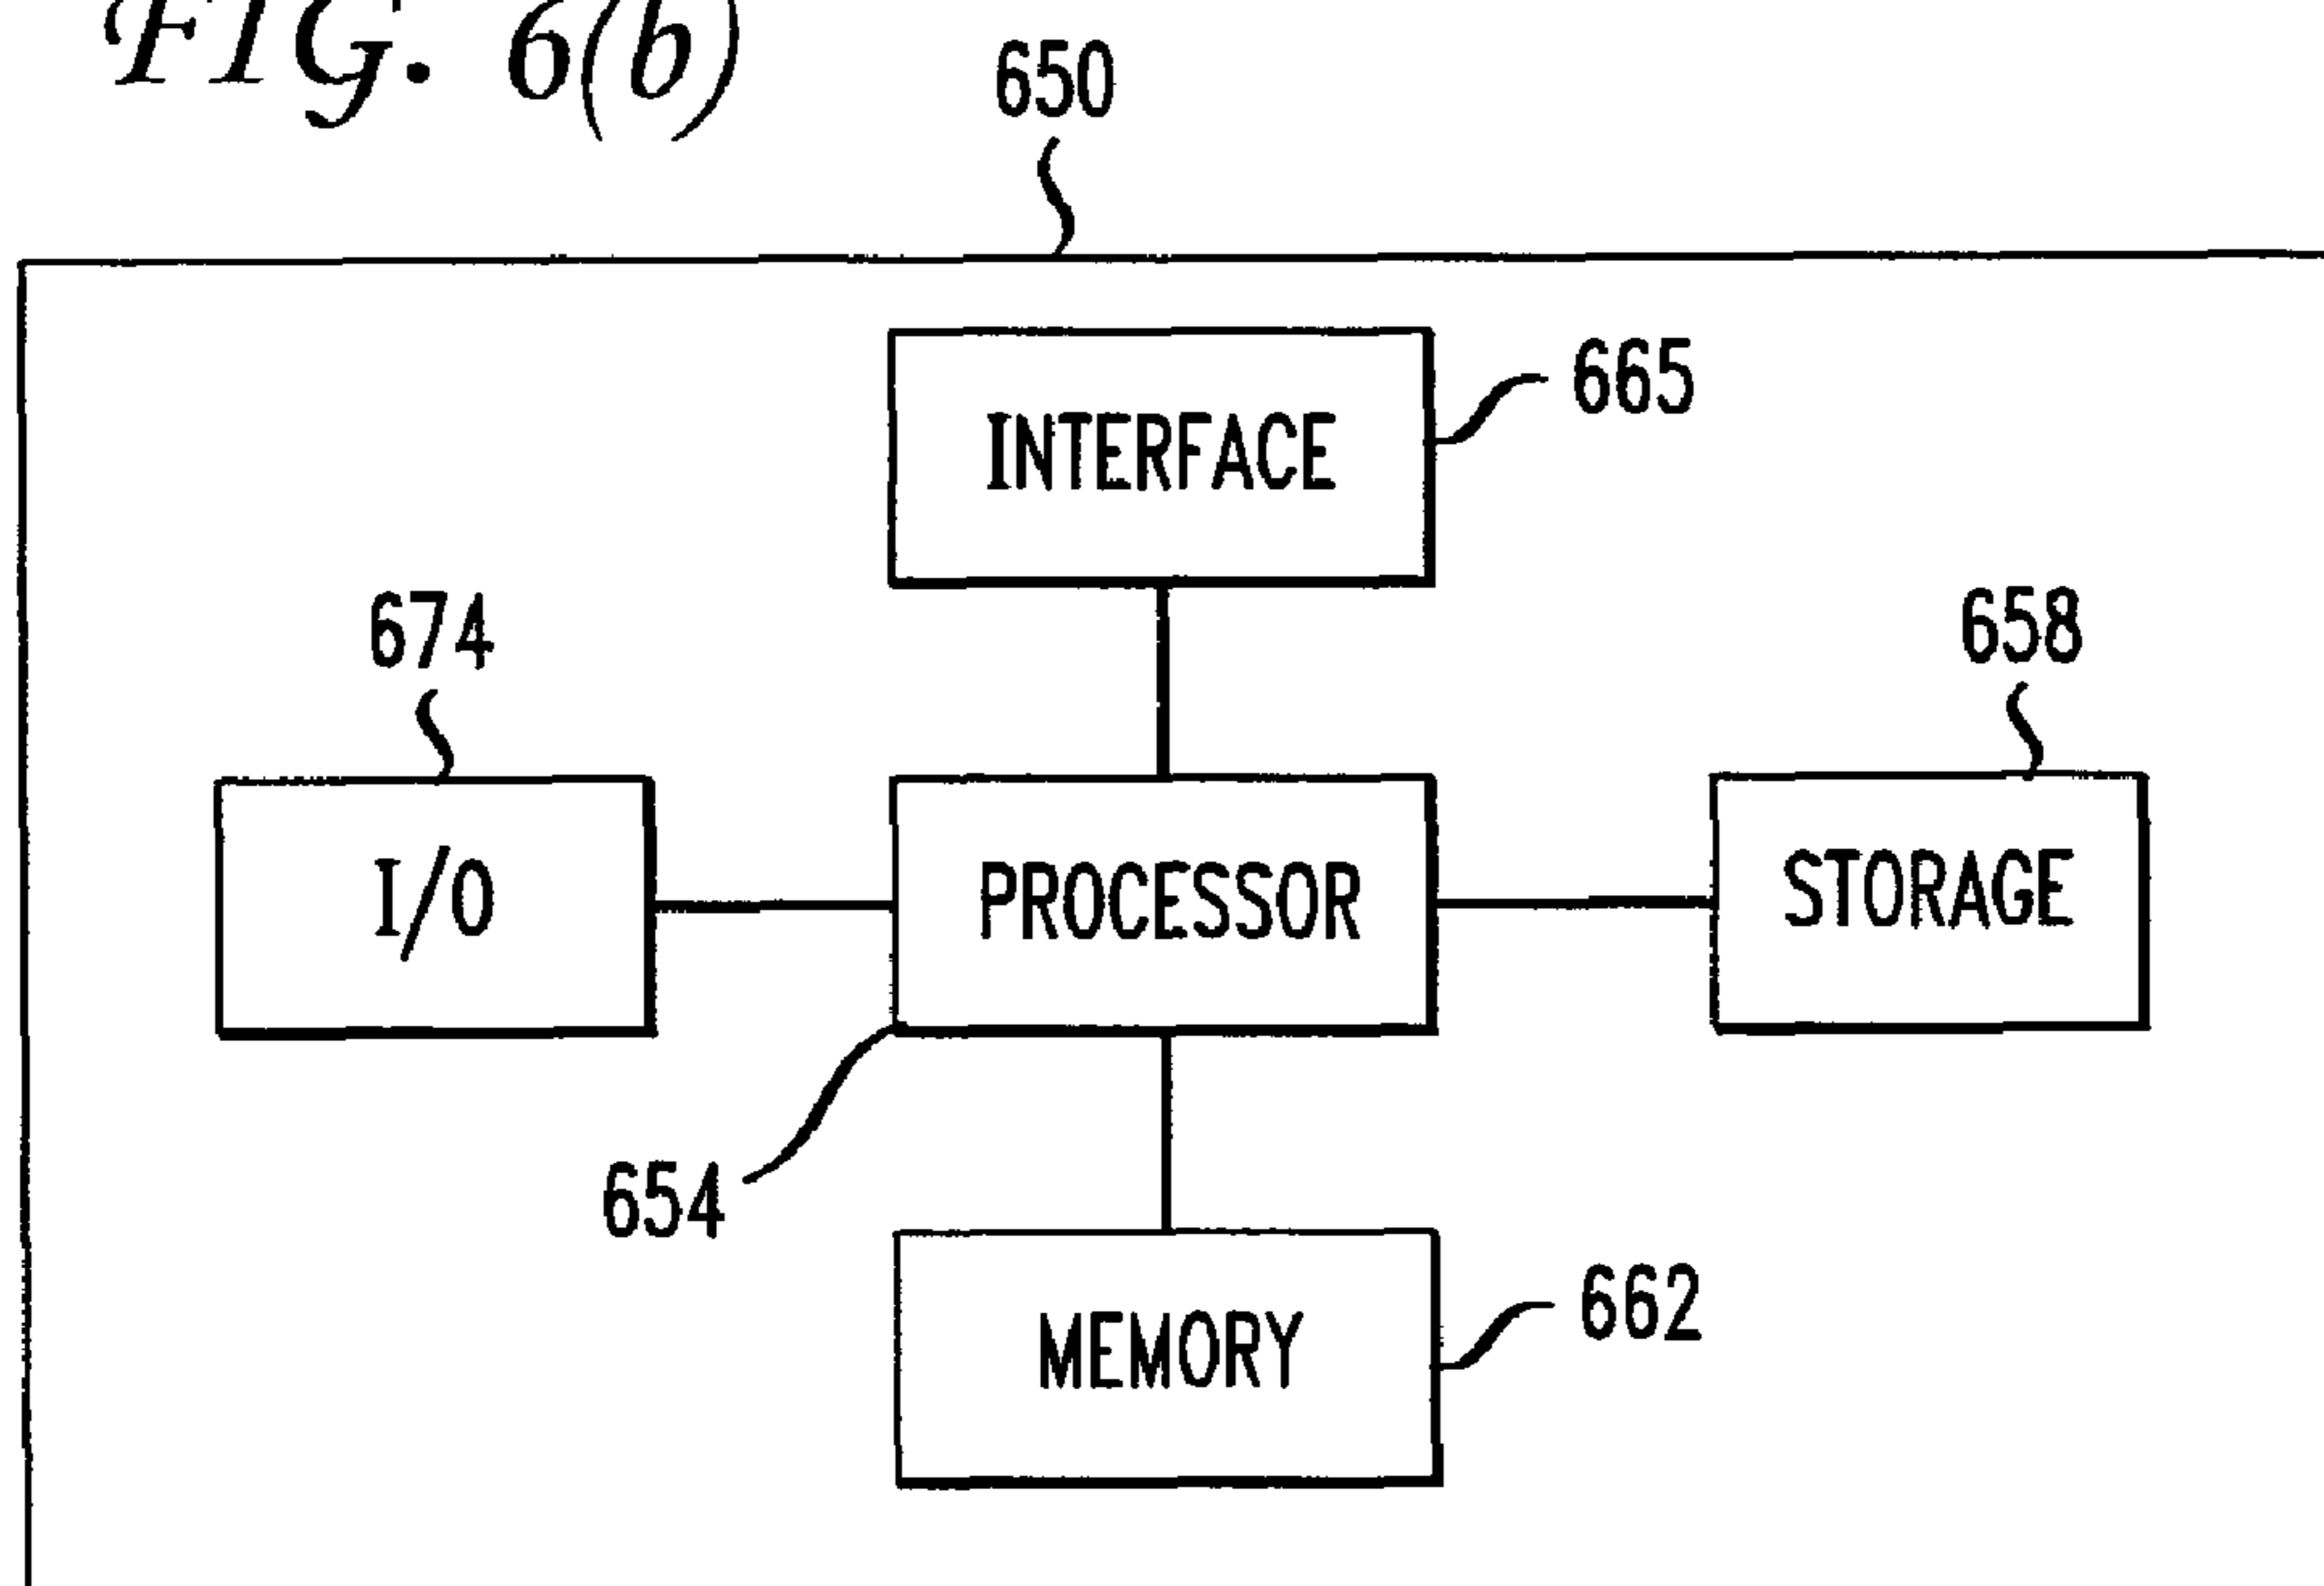 FIG. 6(b)
650
INTERFACE
665
674
658
I/O
PROCESSOR
STORAGE
654
MEMORY
662